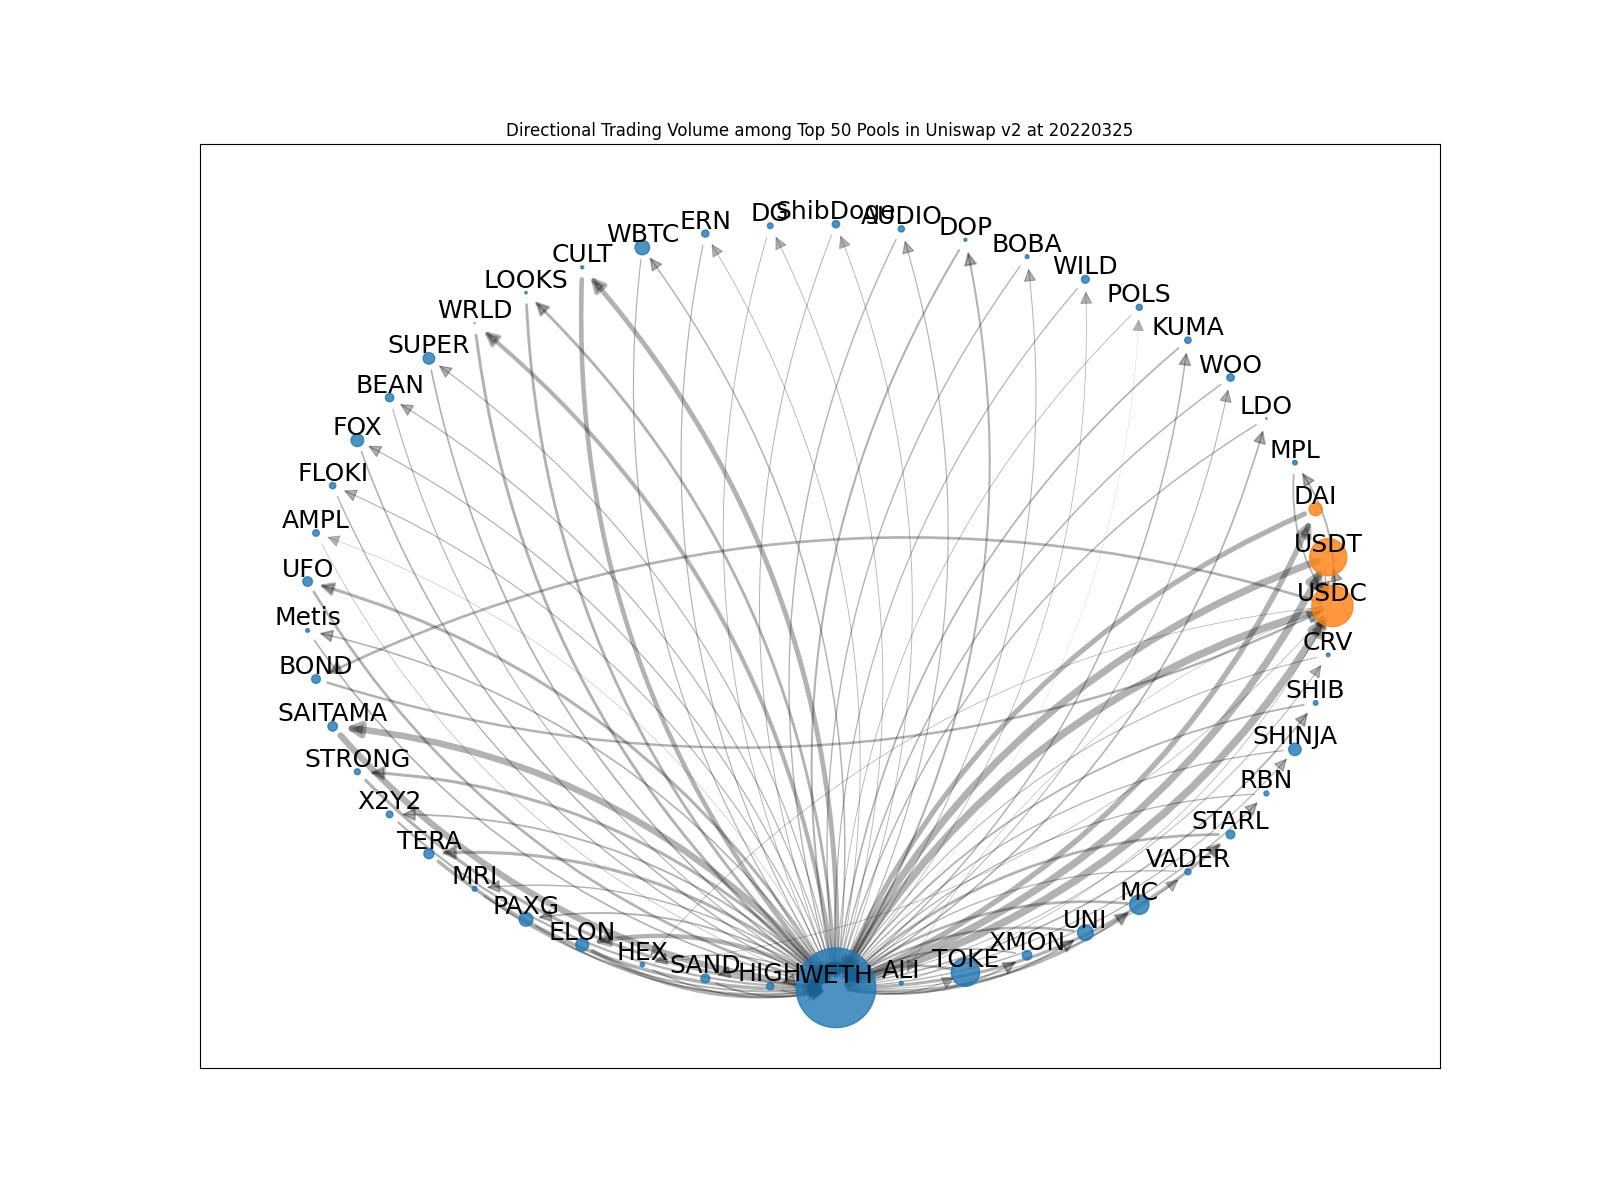 Directional Trading Volume among Top 50 Pools in Uniswap v2 at 20220325
DG
ShibDoge
AUDIO
DOP
ERN
WBTC
BOBA
CULT
WILD
LOOKS
POLS
WRLD
KUMA
SUPER
WOO
BEAN
LDO
FOX
MPL
FLOKI
DAI
AMPL
USDT
UFO
USDC
Metis
CRV
BOND
SHIB
SAITAMA
SHINJA
STRONG
RBN
X2Y2
STARL
TERA
VADER
MRI
MC
PAXG
UNI
ELON
XMON
HEX
TOKE
SAND
HIGH
WETH
ALI